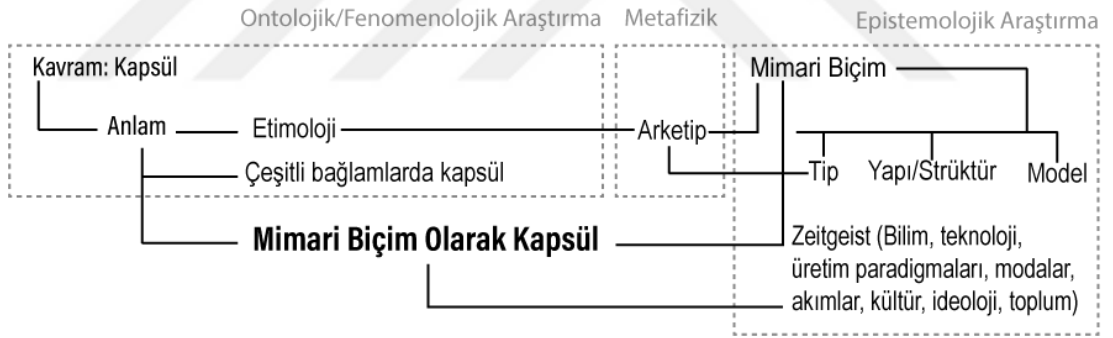 Ontolojik/Fenomenolojik Araştırma
Metafizik
Epistemolojik Araştırma
Kavram: Kapsül
Mimari Biçim
Anlam
Etimoloji
Arketip
Çeşitli bağlamlarda kapsül
Tip
Yapı/Strüktür
Model
Mimari Biçim Olarak Kapsül
Zeitgeist (Bilim, teknoloji,
üretim paradigmaları, modalar,
akımlar, kültür, ideoloji, toplum)